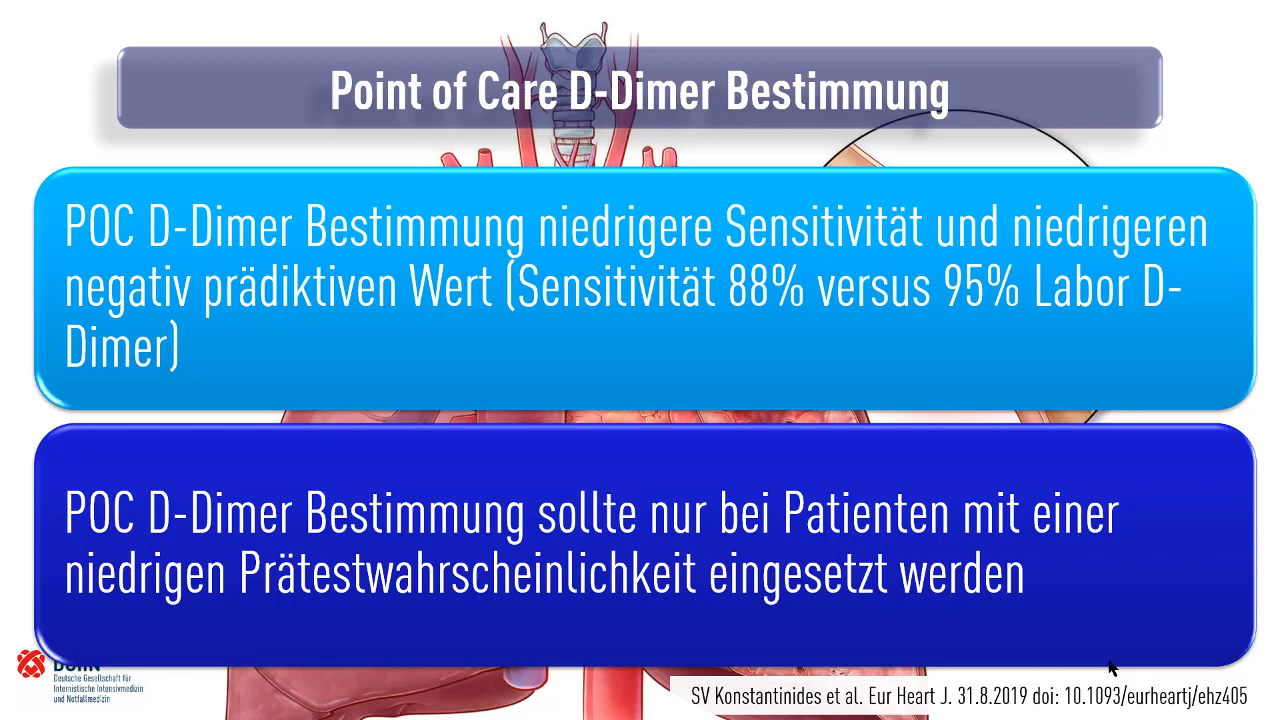 Point of Care D-Dimer Bestimmung
POC D-Dimer Bestimmung niedrigere Sensitivität und niedrigeren
negativ prädiktiven Wert (Sensitivität 88% versus 95% Labor D-
Dimer)
POC D-Dimer Bestimmung sollte nur bei Patienten mit einer
niedrigen Prätestwahrscheinlichkeit eingesetzt werden
Deutsche Gesellschaft für
Internistische Intensivmedizin
und Notfallmedizin
SV Konstantinides et al. Eur Heart J. 31.8.2019 doi: 10.1093/eurheartj/ehz405